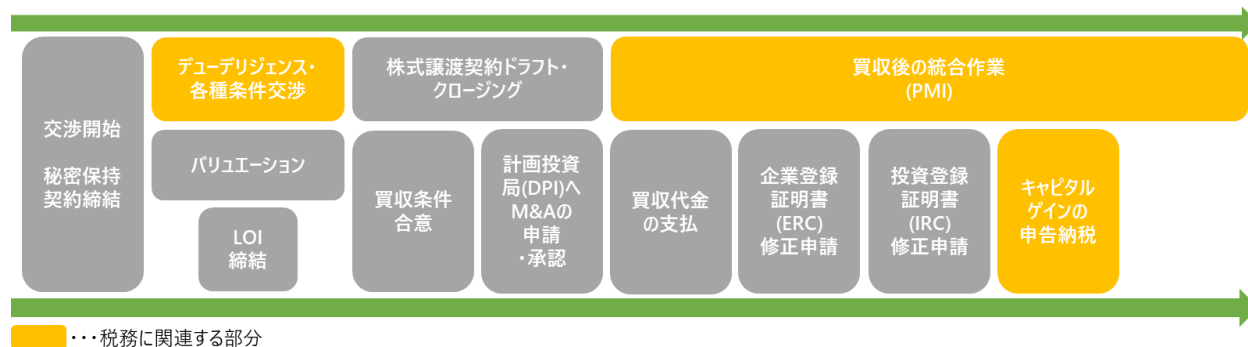 交渉開始
秘密保持
契約締結
デューデリジェンス・
各種条件交渉
バリュエーション
LOI
締結
株式譲渡契約ドラフト・
クロージング
買収条件
合意
計画投資
局(DPI)へ
M&Aの
申請
・承認
買収後の統合作業
(PMI)
買収代金
の支払
企業登録
証明書
(ERC)
修正申請
投資登録
証明書
(IRC)
修正申請
キャピタル
ゲインの
申告納税
・・・税務に関連する部分